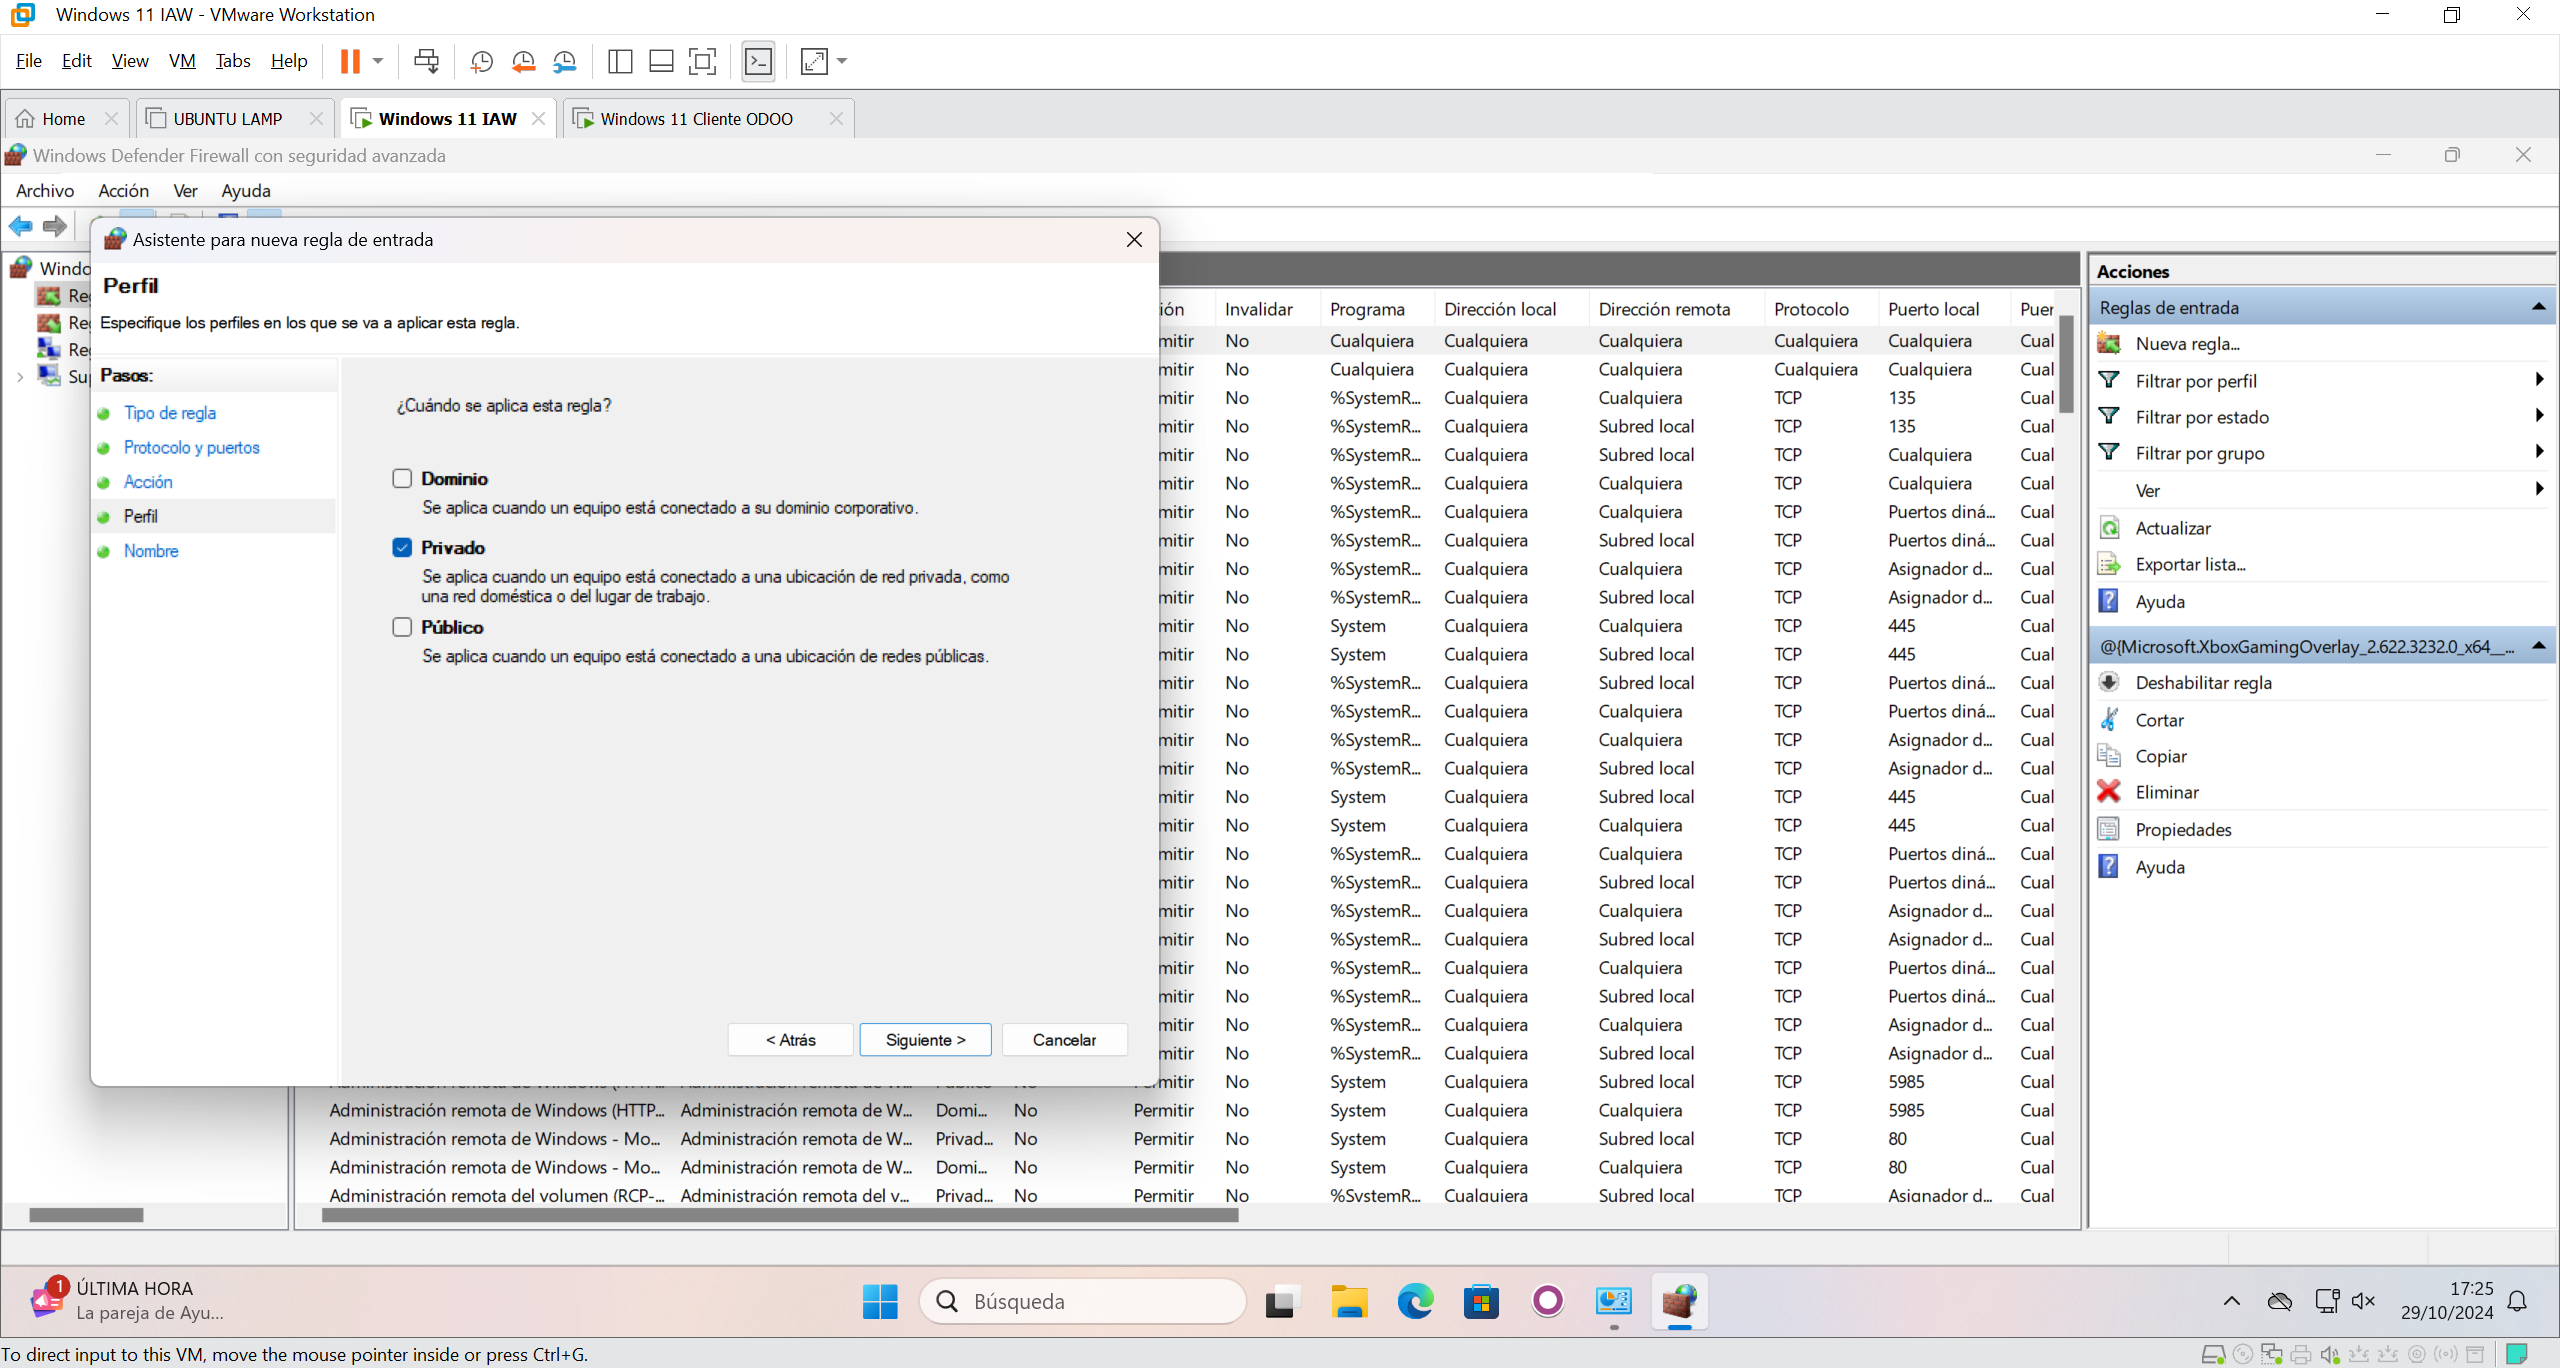 Windows 11 IAW - VMware Workstation
File Edit View VM Tabs Help
Home UBUNTU LAMP Windows 11 IAW Windows 11 Cliente ODOO
Windows Defender Firewall con seguridad avanzada
Archivo Acción Ver Ayuda
Asistente para nueva regla de entrada
Perfil
Especifique los perfiles en los que se va a aplicar esta regla.
Pasos:
Tipo de regla
Protocolo y puertos
Acción
Perfil
Nombre
¿Cuándo se aplica esta regla?
Dominio
Se aplica cuando un equipo está conectado a su dominio corporativo.
Privado
Se aplica cuando un equipo está conectado a una ubicación de red privada, como
una red doméstica o del lugar de trabajo.
Público
Se aplica cuando un equipo está conectado a una ubicación de redes públicas.
< Atrás Siguiente > Cancelar
Invalidar Programa Dirección local Dirección remota Protocolo Puerto local Puer
mitir No Cualquiera Cualquiera Cualquiera Cualquiera Cualquiera Cual
mitir No Cualquiera Cualquiera Cualquiera Cualquiera Cualquiera Cual
mitir No %SystemR... Cualquiera Cualquiera TCP 135 Cual
mitir No %SystemR... Cualquiera Subred local TCP 135 Cual
mitir No %SystemR... Cualquiera Subred local TCP Cualquiera Cual
mitir No %SystemR... Cualquiera Cualquiera TCP Cualquiera Cual
mitir No %SystemR... Cualquiera Cualquiera TCP Puertos diná... Cual
mitir No %SystemR... Cualquiera Subred local TCP Puertos diná... Cual
mitir No %SystemR... Cualquiera Cualquiera TCP Asignador d... Cual
mitir No %SystemR... Cualquiera Subred local TCP Asignador d... Cual
mitir No System Cualquiera Cualquiera TCP 445 Cual
mitir No System Cualquiera Subred local TCP 445 Cual
mitir No %SystemR... Cualquiera Subred local TCP Puertos diná... Cual
mitir No %SystemR... Cualquiera Cualquiera TCP Puertos diná... Cual
mitir No %SystemR... Cualquiera Cualquiera TCP Asignador d... Cual
mitir No %SystemR... Cualquiera Subred local TCP Asignador d... Cual
mitir No System Cualquiera Subred local TCP 445 Cual
mitir No System Cualquiera Cualquiera TCP 445 Cual
mitir No %SystemR... Cualquiera Cualquiera TCP Puertos diná... Cual
mitir No %SystemR... Cualquiera Subred local TCP Puertos diná... Cual
mitir No %SystemR... Cualquiera Cualquiera TCP Asignador d... Cual
mitir No %SystemR... Cualquiera Subred local TCP Asignador d... Cual
mitir No %SystemR... Cualquiera Cualquiera TCP Puertos diná... Cual
mitir No %SystemR... Cualquiera Subred local TCP Puertos diná... Cual
mitir No %SystemR... Cualquiera Cualquiera TCP Asignador d... Cual
mitir No %SystemR... Cualquiera Subred local TCP Asignador d... Cual
mitir No System Cualquiera Subred local TCP 5985 Cual
Administración remota de Windows (HTTP... Administración remota de W... Domi... No Permitir No System Cualquiera Cualquiera TCP 5985 Cual
Administración remota de Windows - Mo... Administración remota de W... Privad... No Permitir No System Cualquiera Subred local TCP 80 Cual
Administración remota de Windows - Mo... Administración remota de W... Domi... No Permitir No System Cualquiera Cualquiera TCP 80 Cual
Administración remota del volumen (RCP-... Administración remota del v... Privad... No Permitir No %SystemR... Cualquiera Subred local TCP Asignador d... Cual
Acciones
Reglas de entrada
Nueva regla...
Filtrar por perfil
Filtrar por estado
Filtrar por grupo
Ver
Actualizar
Exportar lista...
Ayuda
@{Microsoft.XboxGamingOverlay_2.622.3232.0_x64__...
Deshabilitar regla
Cortar
Copiar
Eliminar
Propiedades
Ayuda
1 ÚLTIMA HORA
La pareja de Ayu...
Búsqueda
17:25
29/10/2024
To direct input to this VM, move the mouse pointer inside or press Ctrl+G.